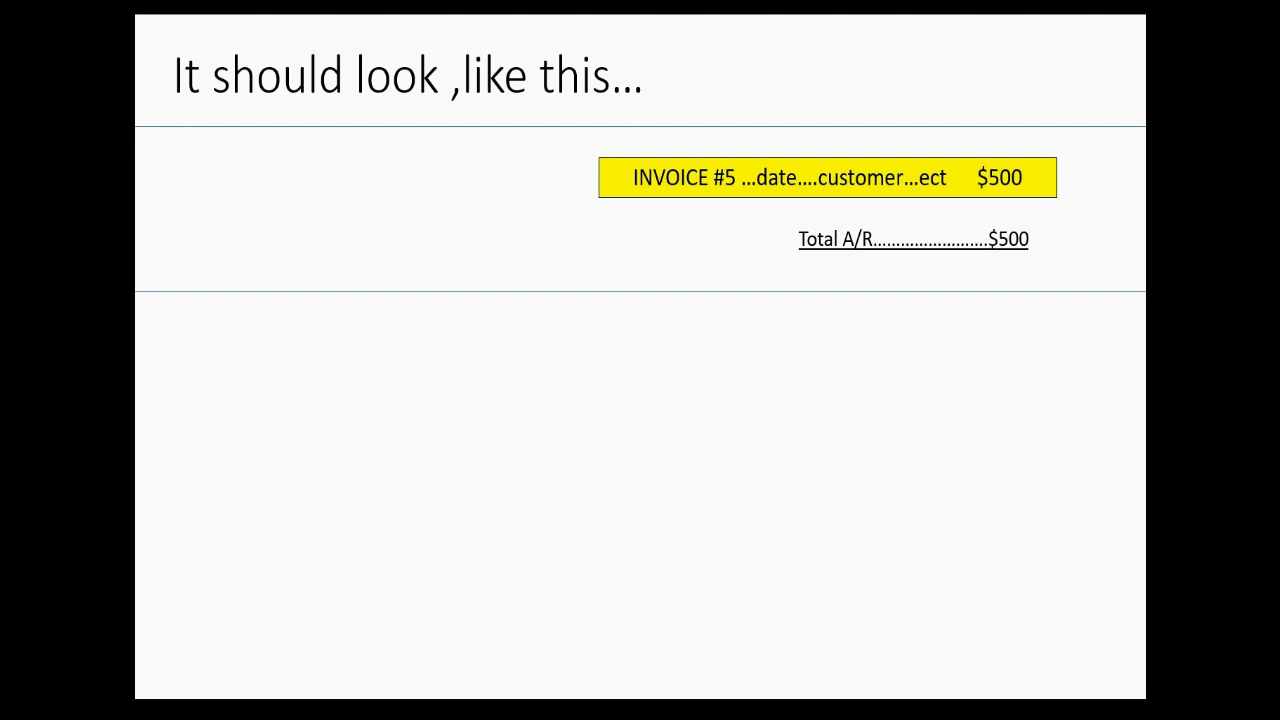 It should look ,like this...
INVOICE #5 ...date....customer...ect $500
Total A/R.........................$500